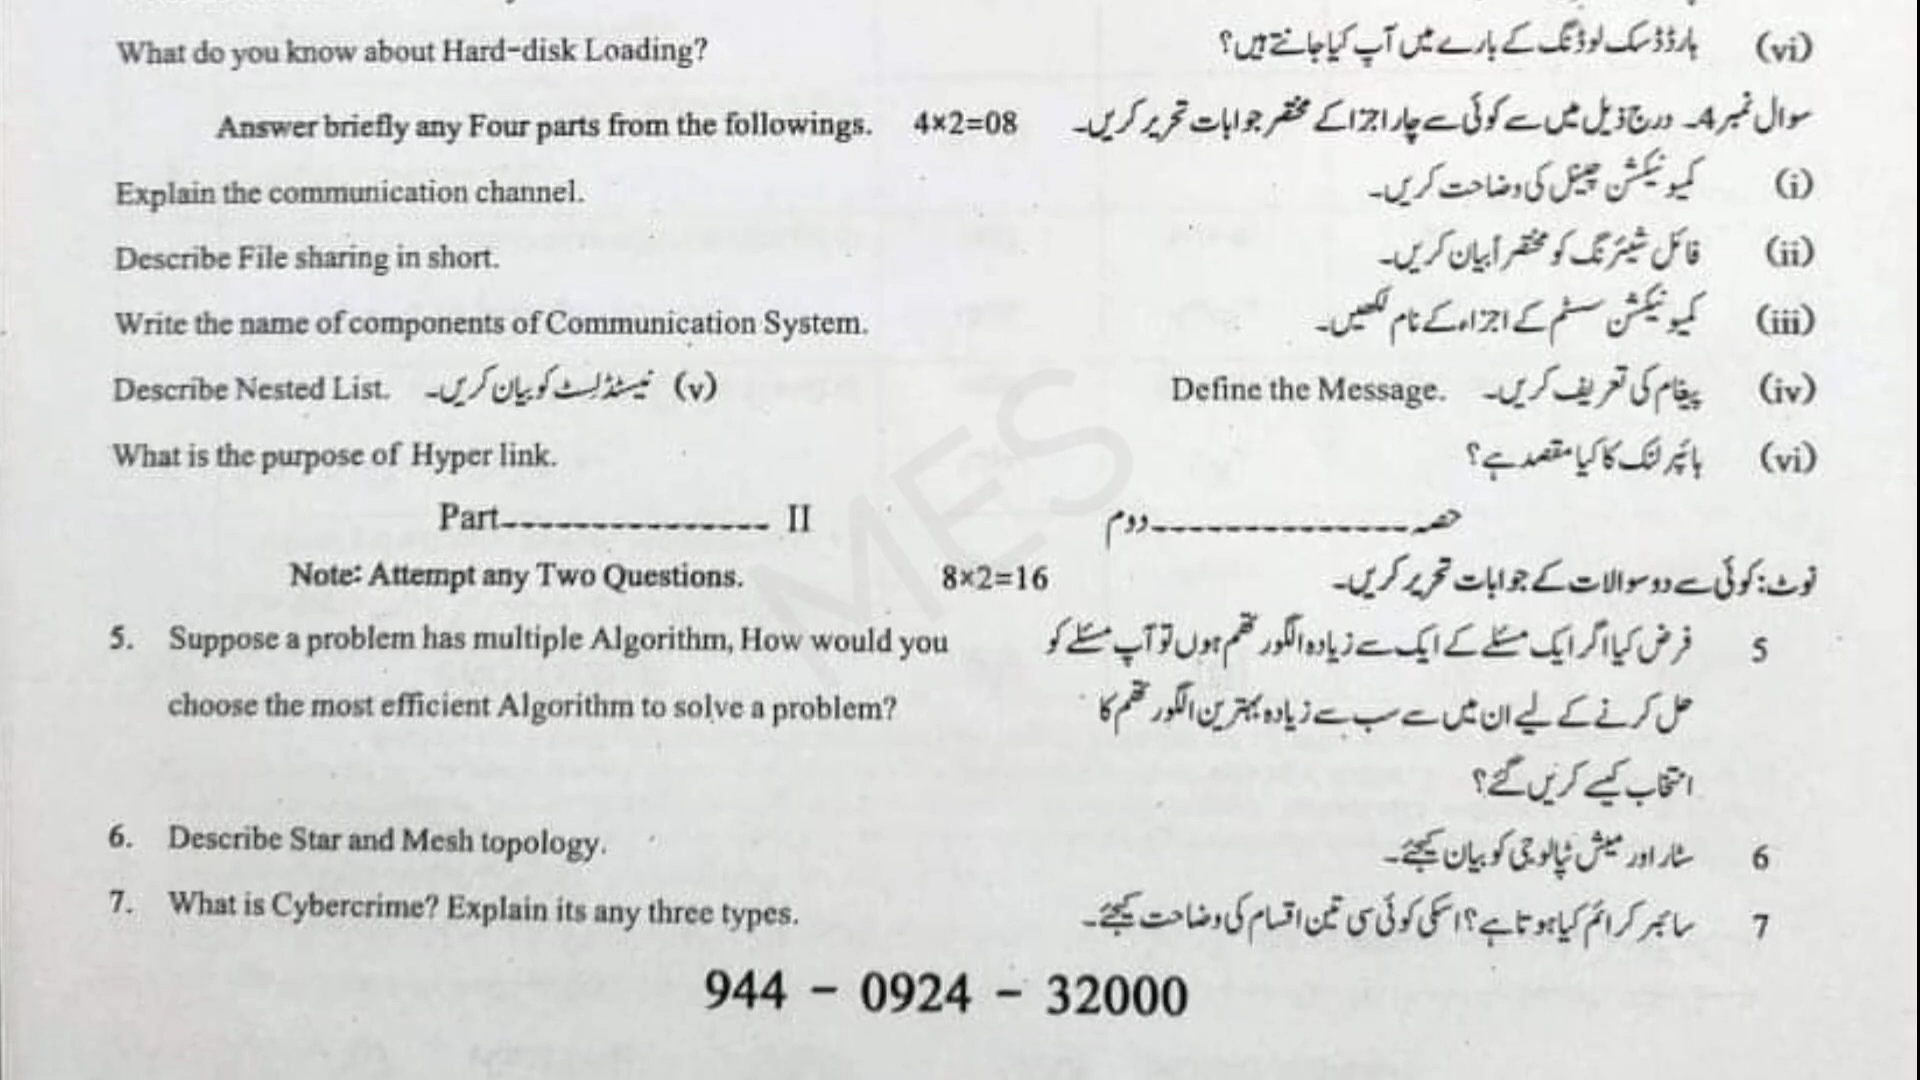 What do you know about Hard-disk Loading? ہارڈڈسک لوڈنگ کے بارے میں آپ کیا جانتے ہیں؟ (vi)
Answer briefly any Four parts from the followings. 4×2=08 سوال نمبر4۔ درج ذیل میں سے کوئی سے چار اجزا کے مختصر جوابات تحریر کریں۔
Explain the communication channel. کمیونیکیشن چینل کی وضاحت کریں۔ (i)
Describe File sharing in short. فائل شیئرنگ کو مختصراً بیان کریں۔ (ii)
Write the name of components of Communication System. کمیونیکیشن سسٹم کے اجزاء کے نام لکھیں۔ (iii)
Describe Nested List. نیسٹڈ لسٹ کو بیان کریں۔ (v) Define the Message. پیغام کی تعریف کریں۔ (iv)
What is the purpose of Hyper link. ہائپر لنک کا کیا مقصد ہے؟ (vi)
Part---------------- II حصہ----------------دوم
Note: Attempt any Two Questions. 8×2=16 نوٹ: کوئی سے دو سوالات کے جوابات تحریر کریں۔
5. Suppose a problem has multiple Algorithm, How would you فرض کیا اگر ایک مسئلے کے ایک سے زیادہ الگورتھم ہوں تو آپ مسئلے کو 5
choose the most efficient Algorithm to solve a problem? حل کرنے کے لیے ان میں سے سب سے زیادہ بہترین الگورتھم کا
انتخاب کیسے کریں گے؟
6. Describe Star and Mesh topology. سٹار اور میش ٹپالوجی کو بیان کیجئے۔ 6
7. What is Cybercrime? Explain its any three types. سائبر کرائم کیا ہوتا ہے؟ اسکی کوئی سی تین اقسام کی وضاحت کیجئے۔ 7
944 - 0924 - 32000
MES